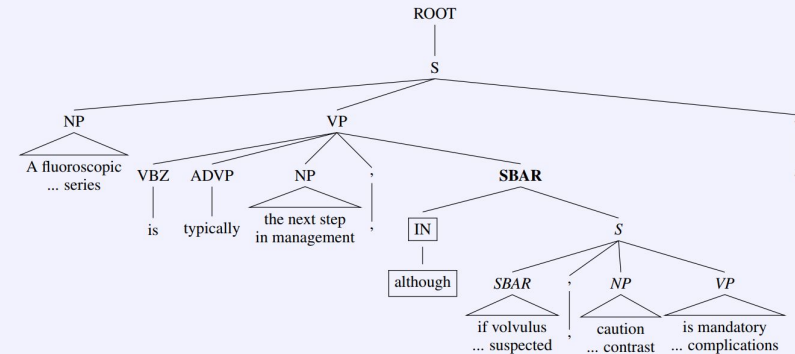 ROOT
S
NP VP
A fluoroscopic
... series
VBZ ADVP NP , SBAR
is typically the next step
in management , IN S
although SBAR , NP VP
if volvulus
... suspected , caution
... contrast is mandatory
... complications